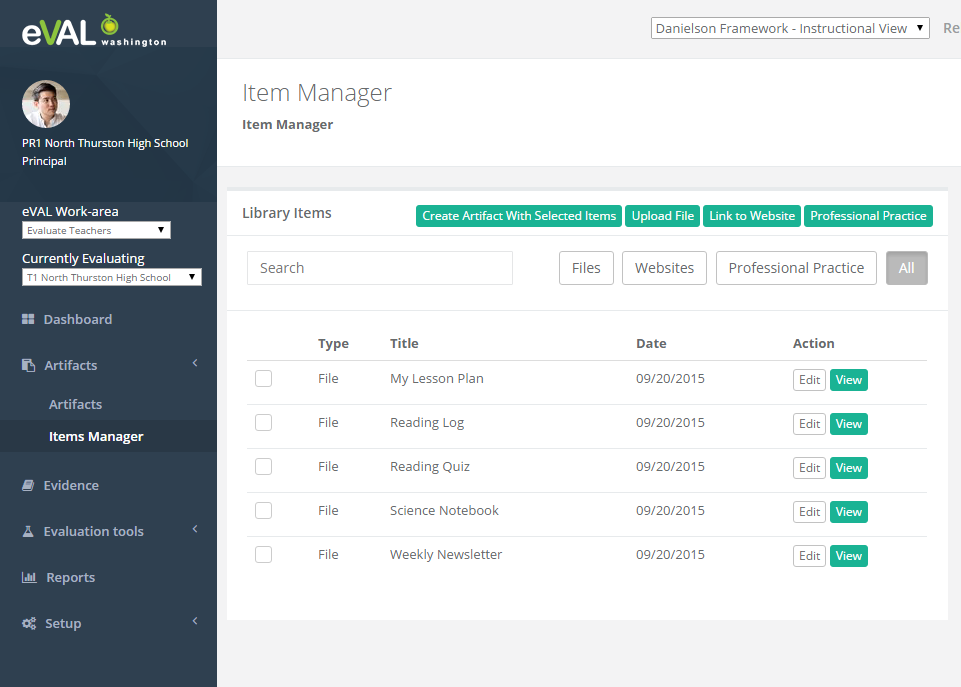 eVAL washington
Danielson Framework - Instructional View
Re
PR1 North Thurston High School
Principal
eVAL Work-area
Evaluate Teachers
Currently Evaluating
T1 North Thurston High School
Dashboard
Artifacts
Artifacts
Items Manager
Evidence
Evaluation tools
Reports
Setup
Item Manager
Item Manager
Library Items
Create Artifact With Selected Items Upload File Link to Website Professional Practice
Search Files Websites Professional Practice All
Type Title Date Action
File My Lesson Plan 09/20/2015 Edit View
File Reading Log 09/20/2015 Edit View
File Reading Quiz 09/20/2015 Edit View
File Science Notebook 09/20/2015 Edit View
File Weekly Newsletter 09/20/2015 Edit View